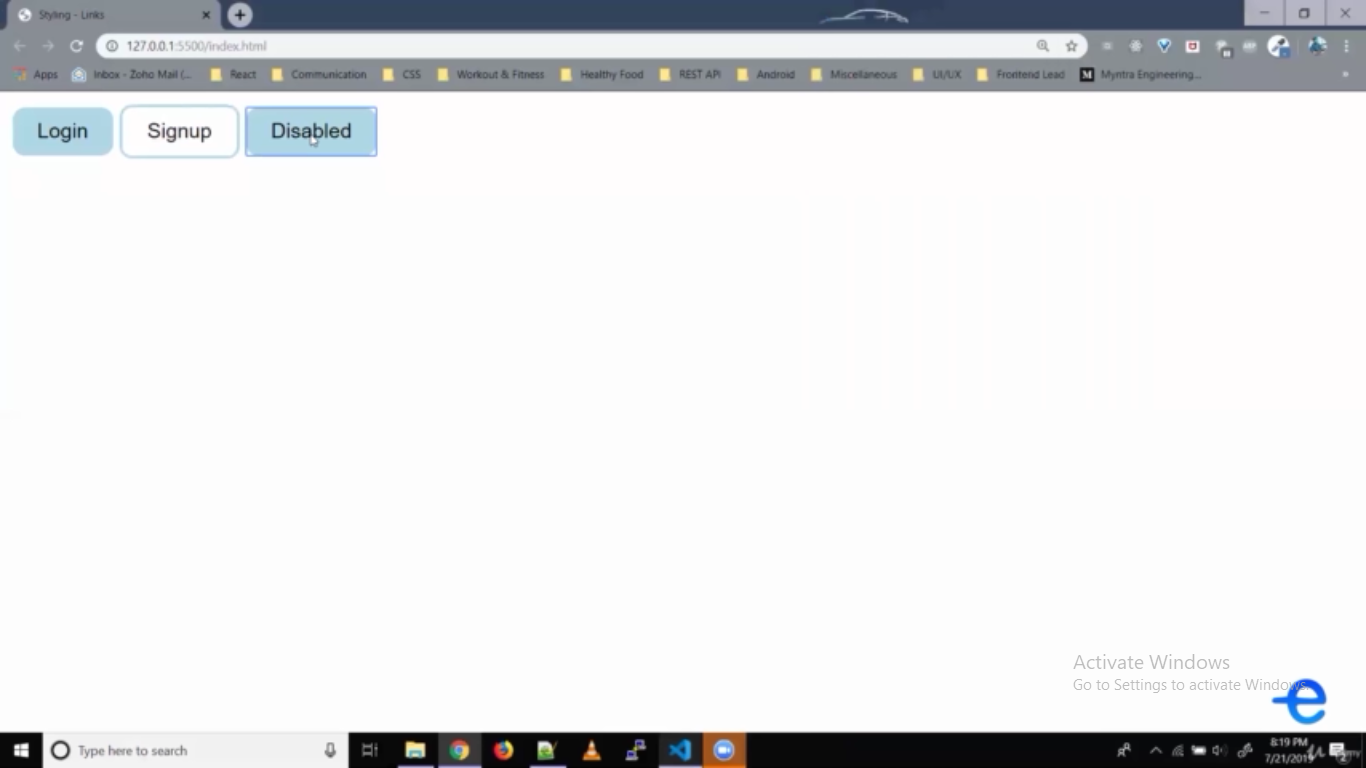 Styling - Links
127.0.0.1:5500/index.html
Apps Inbox - Zoho Mail (... React Communication CSS Workout & Fitness Healthy Food REST API Android Miscellaneous UI/UX Frontend Lead M Myntra Engineering... »
Login Signup Disabled
Activate Windows
Go to Settings to activate Windows.
Type here to search
8:19 PM
7/21/201